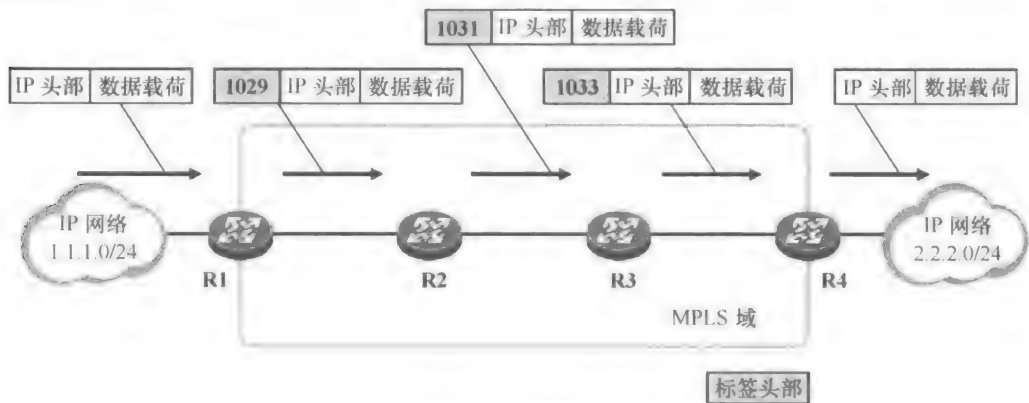 1031 IP 头部 数据载荷
IP 头部 数据载荷
1029 IP 头部 数据载荷
1033 IP 头部 数据载荷
IP 头部 数据载荷
IP 网络
1.1.1.0/24
R1
R2
R3
R4
IP 网络
2.2.2.0/24
MPLS 域
标签头部